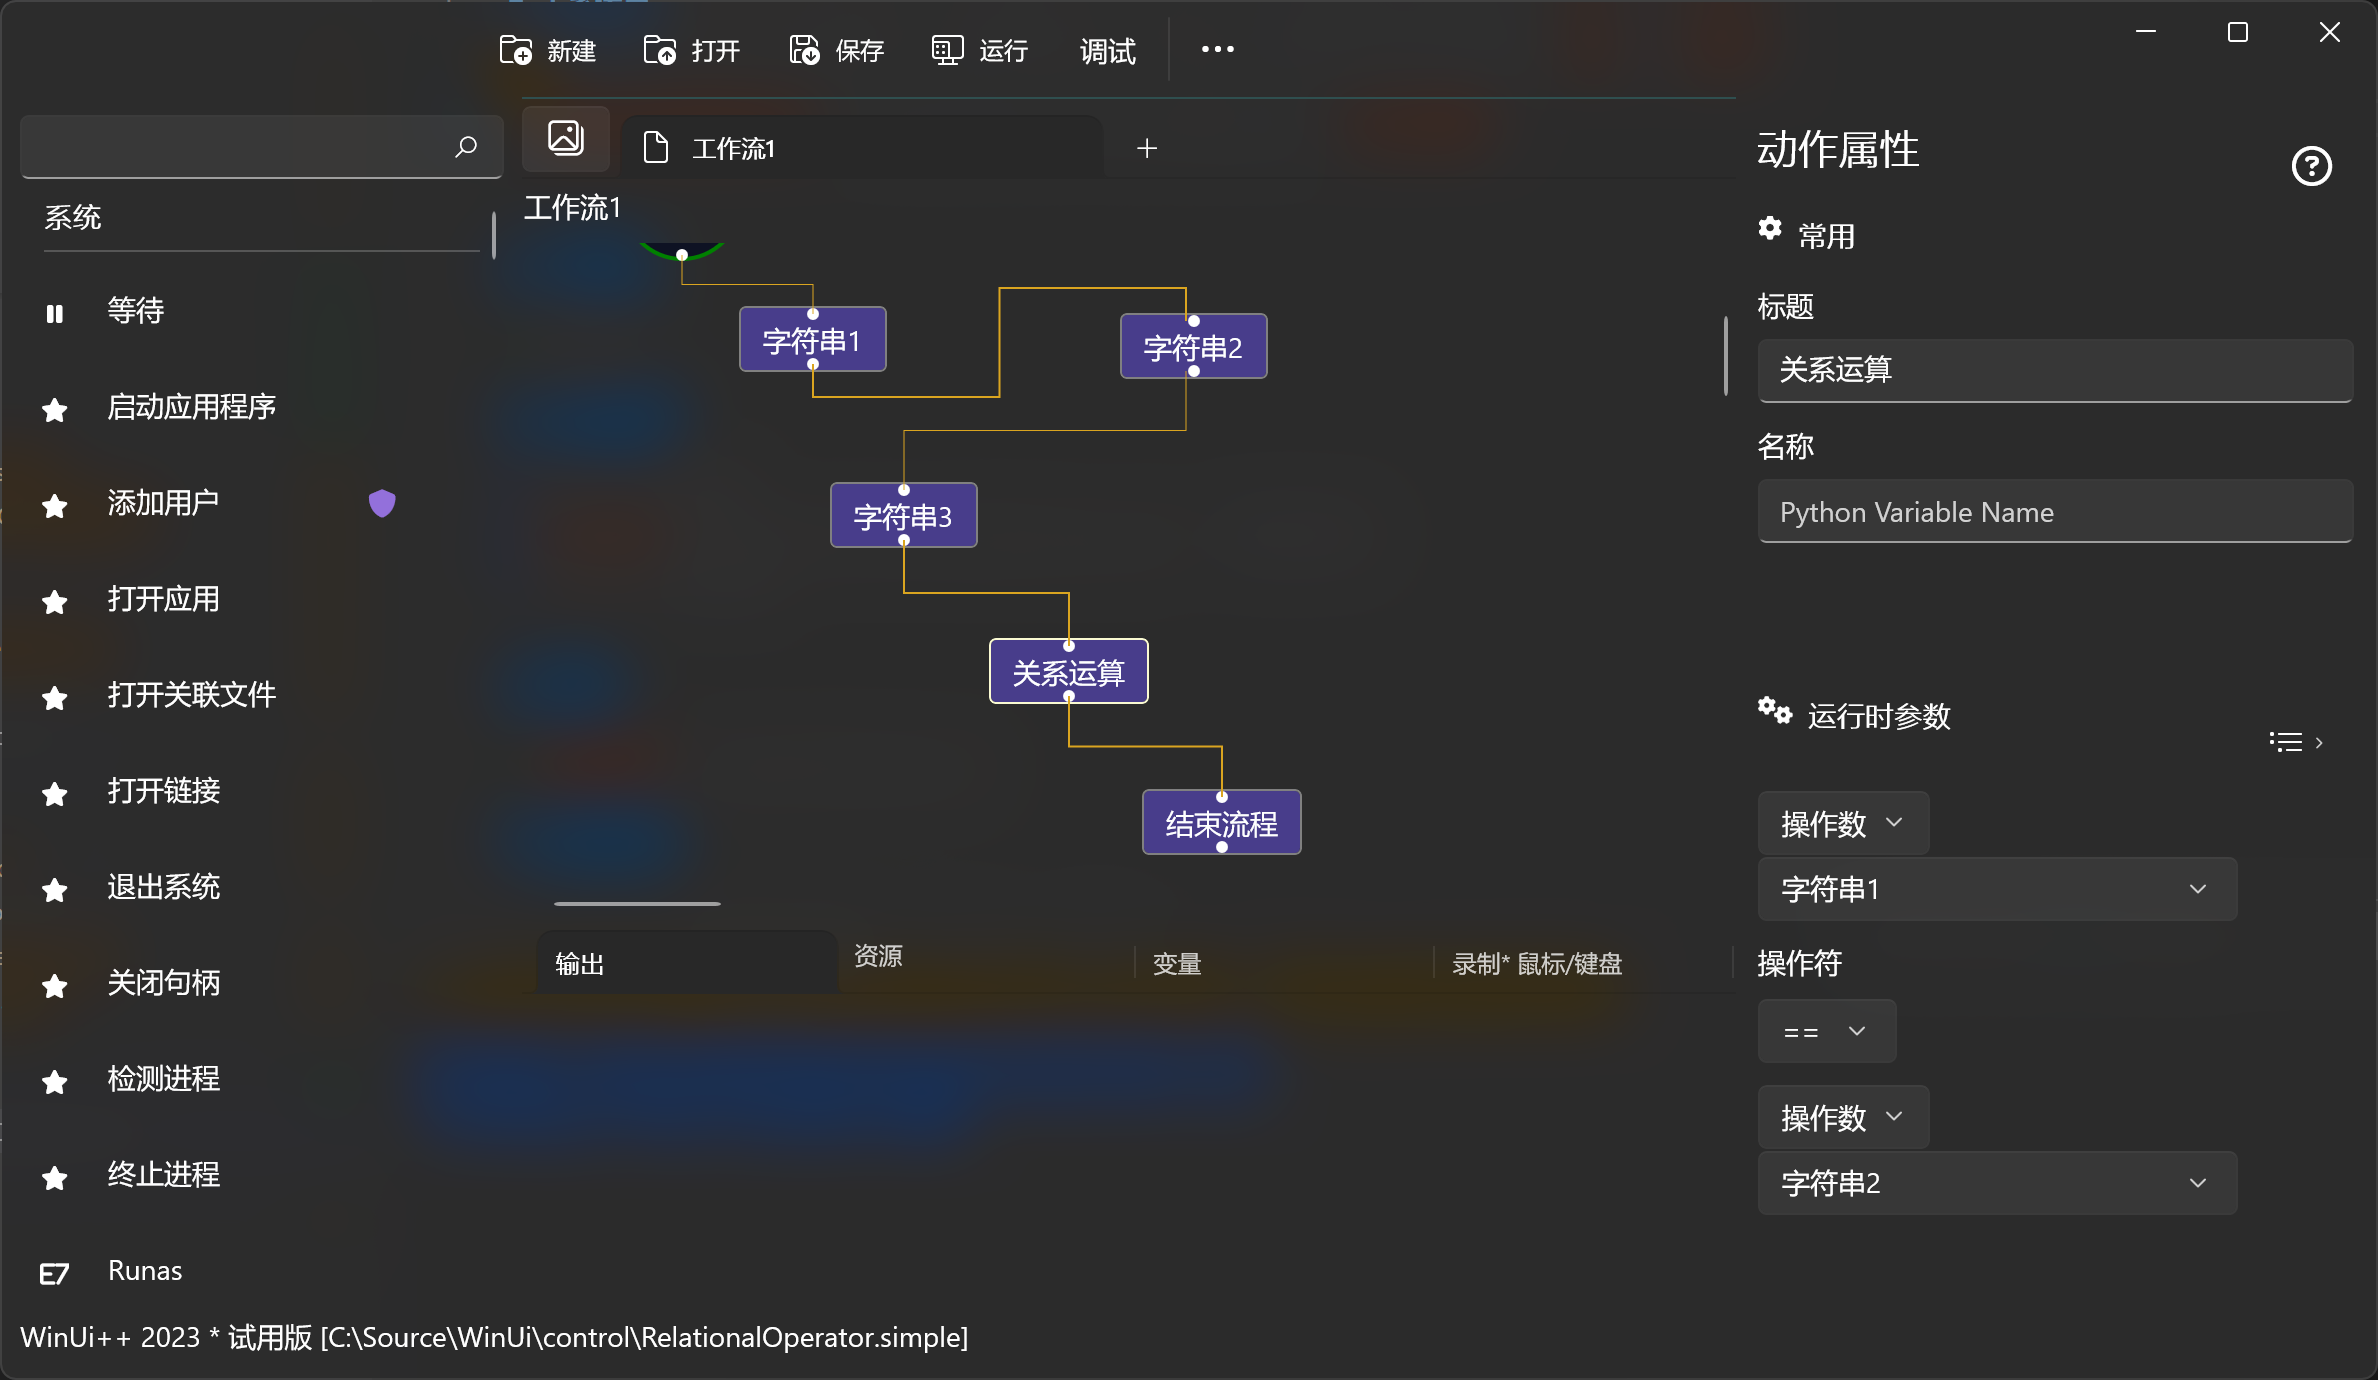 新建
打开
保存
运行
调试
工作流1
工作流1
系统
等待
启动应用程序
添加用户
打开应用
打开关联文件
打开链接
退出系统
关闭句柄
检测进程
终止进程
Runas
字符串1
字符串2
字符串3
关系运算
结束流程
输出
资源
变量
录制* 鼠标/键盘
动作属性
常用
标题
关系运算
名称
Python Variable Name
运行时参数
操作数
字符串1
操作符
==
操作数
字符串2
WinUi++ 2023 * 试用版 [C:\Source\WinUi\control\RelationalOperator.simple]